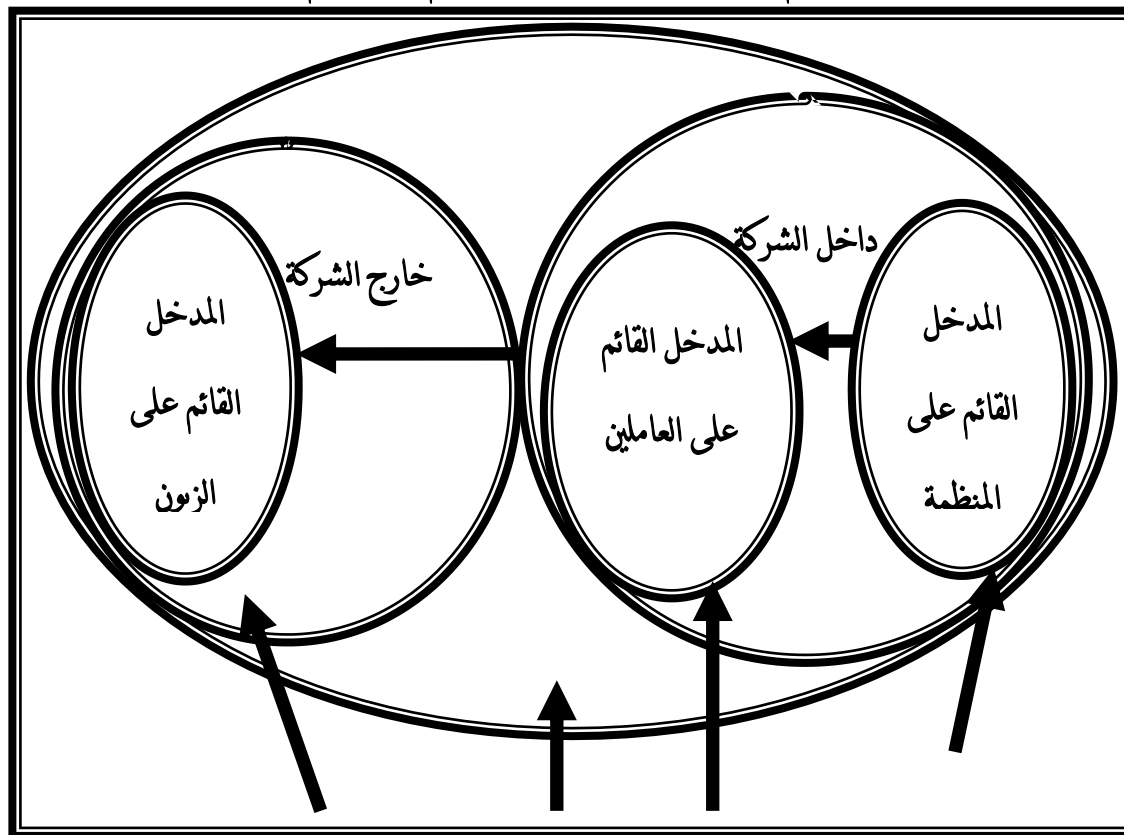 داخل الشركة
خارج الشركة
المدخل
القائم على
المنظمة
المدخل القائم
على العاملين
المدخل
القائم على
الزبون